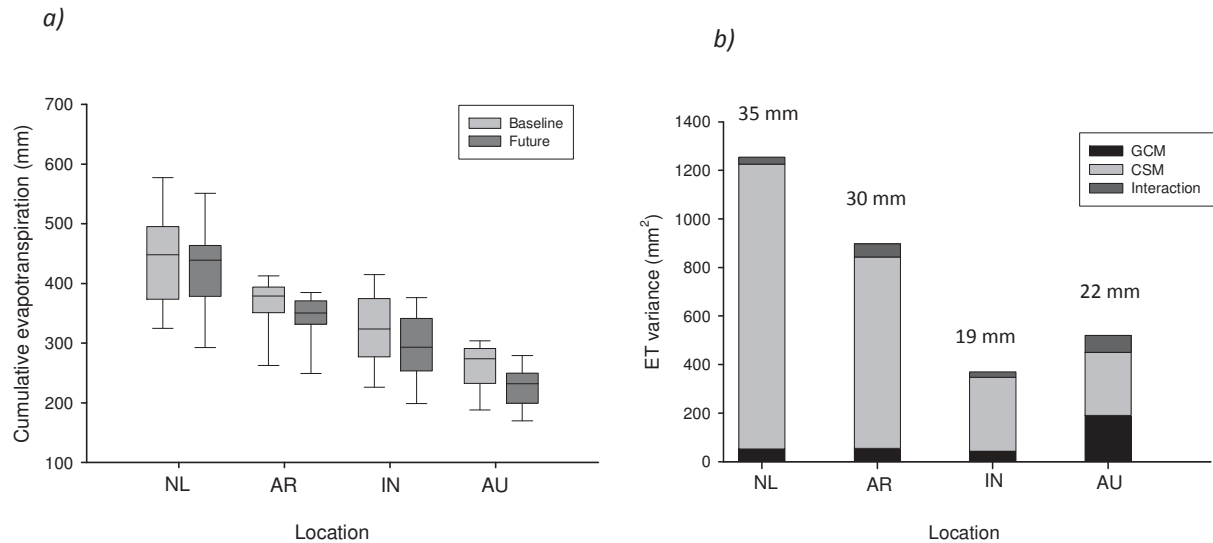 a)
Cumulative evapotranspiration (mm)
700
600
500
400
300
200
100
Baseline
Future
NL AR IN AU
Location
b)
ET variance (mm²)
1400
1200
1000
800
600
400
200
0
35 mm
30 mm
19 mm
22 mm
GCM
CSM
Interaction
NL AR IN AU
Location